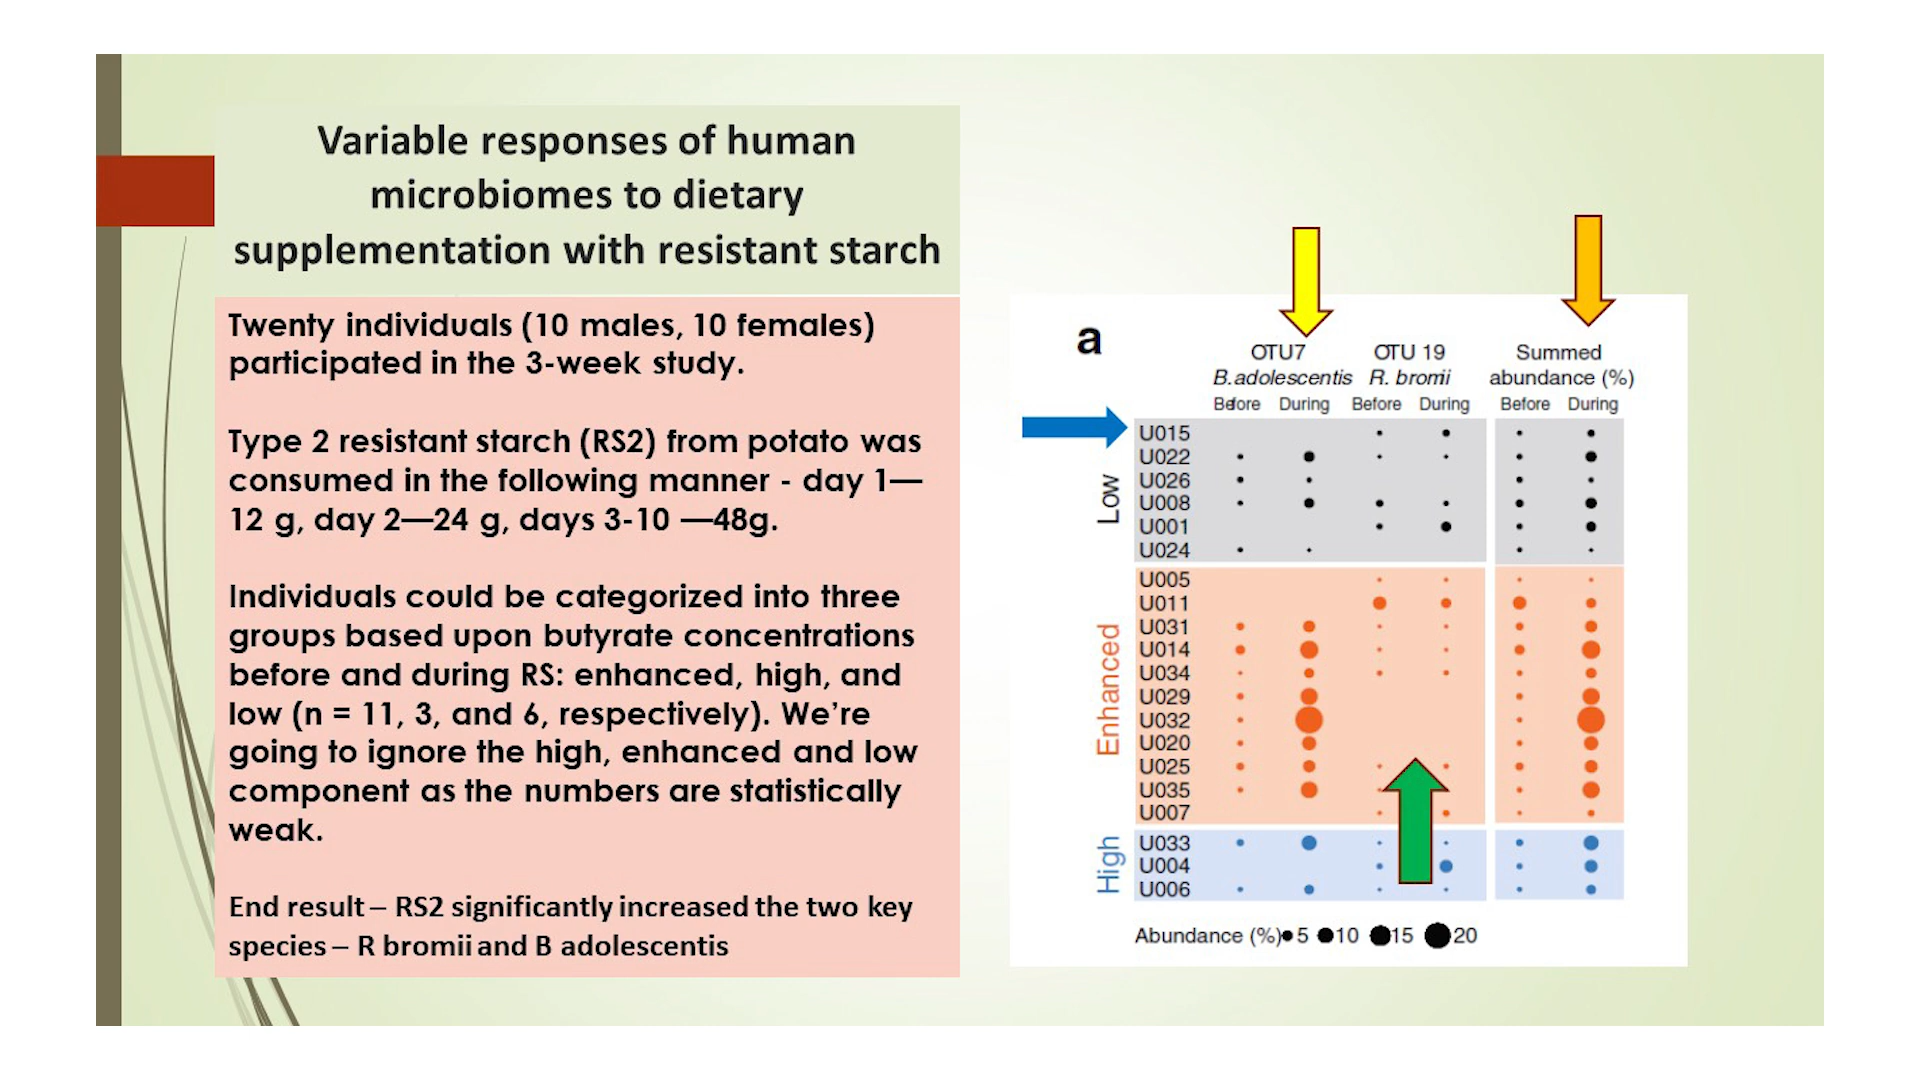 Variable responses of human
microbiomes to dietary
supplementation with resistant starch
Twenty individuals (10 males, 10 females)
participated in the 3-week study.
Type 2 resistant starch (RS2) from potato was
consumed in the following manner - day 1—
12 g, day 2—24 g, days 3-10 —48g.
Individuals could be categorized into three
groups based upon butyrate concentrations
before and during RS: enhanced, high, and
low (n = 11, 3, and 6, respectively). We’re
going to ignore the high, enhanced and low
component as the numbers are statistically
weak.
End result – RS2 significantly increased the two key
species – R bromii and B adolescentis
a
OTU7 OTU 19 Summed
B.adolescentis R. bromii abundance (%)
Before During Before During Before During
Low
U015
U022
U026
U008
U001
U024
Enhanced
U005
U011
U031
U014
U034
U029
U032
U020
U025
U035
U007
High
U033
U004
U006
Abundance (%) 5 10 15 20